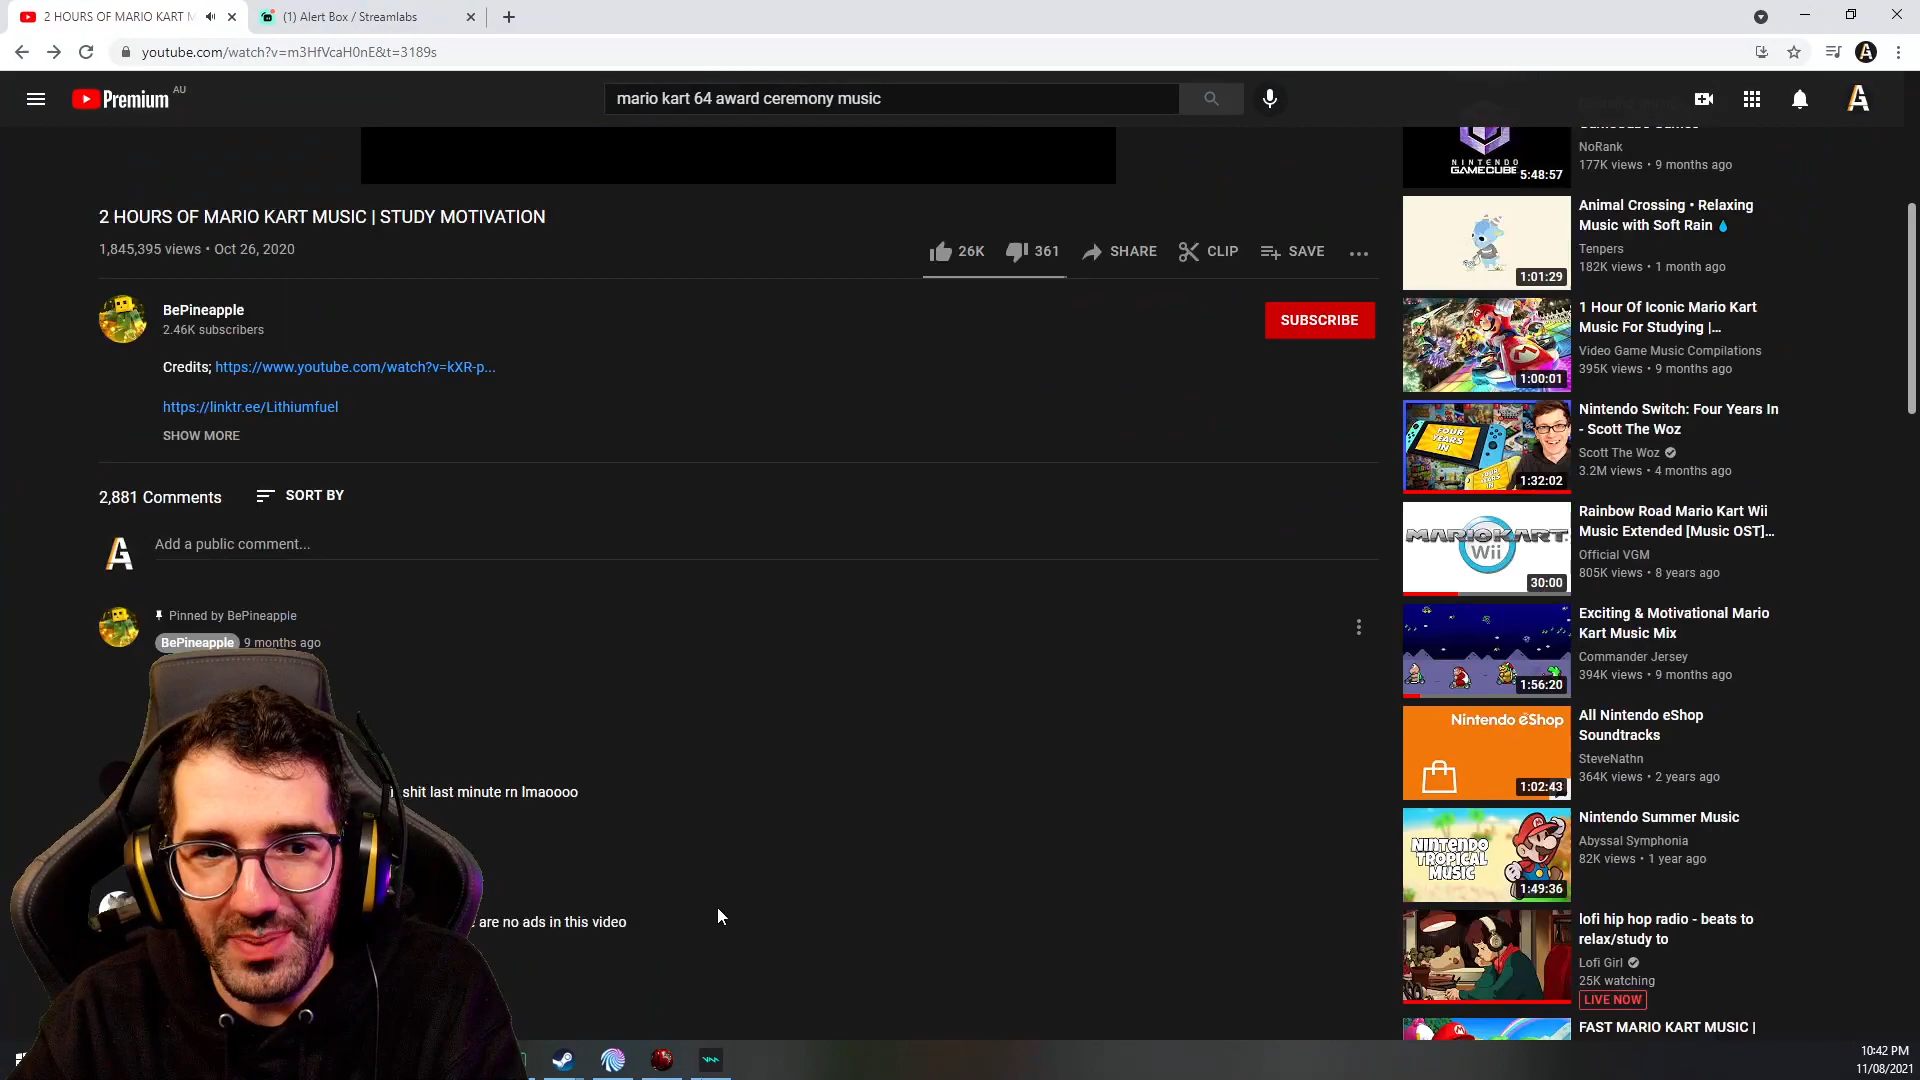 2 HOURS OF MARIO KART M
(1) Alert Box / Streamlabs
youtube.com/watch?v=m3HfVcaH0nE&t=3189s
Premium AU
mario kart 64 award ceremony music
2 HOURS OF MARIO KART MUSIC | STUDY MOTIVATION
1,845,395 views • Oct 26, 2020
26K
361
SHARE
CLIP
SAVE
BePineapple
2.46K subscribers
SUBSCRIBE
Credits; https://www.youtube.com/watch?v=kXR-p...
https://linktr.ee/Lithiumfuel
SHOW MORE
2,881 Comments
SORT BY
Add a public comment...
Pinned by BePineapple
BePineapple 9 months ago
shit last minute rn lmaoooo
are no ads in this video
NINTENDO
GAMECUBE
5:48:57
NoRank
177K views • 9 months ago
Animal Crossing • Relaxing
Music with Soft Rain
Tenpers
182K views • 1 month ago
1:01:29
1 Hour Of Iconic Mario Kart
Music For Studying |...
Video Game Music Compilations
395K views • 9 months ago
1:00:01
FOUR
YEARS
IN
Nintendo Switch: Four Years In
- Scott The Woz
Scott The Woz
3.2M views • 4 months ago
1:32:02
MARIOKART
Wii
Rainbow Road Mario Kart Wii
Music Extended [Music OST]...
Official VGM
805K views • 8 years ago
30:00
Exciting & Motivational Mario
Kart Music Mix
Commander Jersey
394K views • 9 months ago
1:56:20
Nintendo eShop
All Nintendo eShop
Soundtracks
SteveNathn
364K views • 2 years ago
1:02:43
NINTENDO
TROPICAL
MUSIC
Nintendo Summer Music
Abyssal Symphonia
82K views • 1 year ago
1:49:36
lofi hip hop radio - beats to
relax/study to
Lofi Girl
25K watching
LIVE NOW
FAST MARIO KART MUSIC |
10:42 PM
11/08/2021